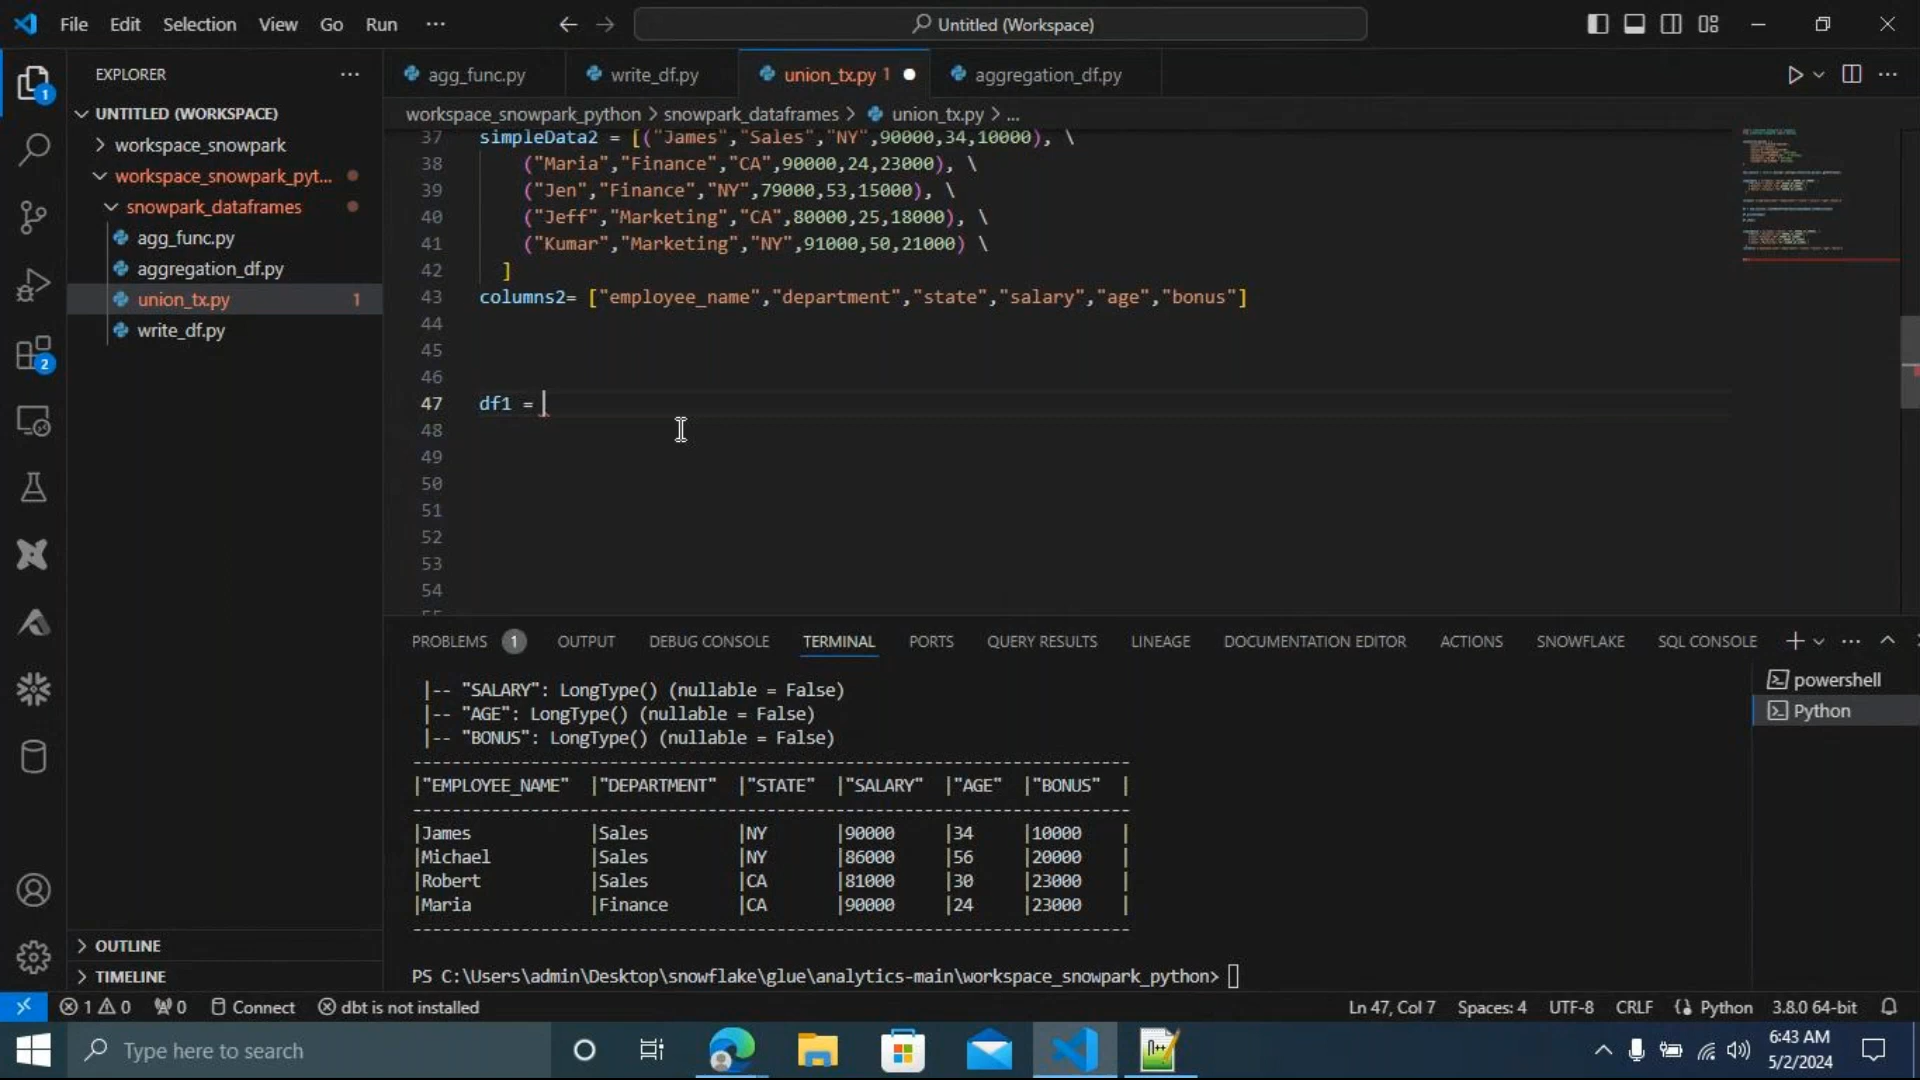 File Edit Selection View Go Run ··· Untitled (Workspace)
EXPLORER ···
UNTITLED (WORKSPACE)
workspace_snowpark
workspace_snowpark_pyt...
snowpark_dataframes
agg_func.py
aggregation_df.py
union_tx.py 1
write_df.py
OUTLINE
TIMELINE
1
2
agg_func.py write_df.py union_tx.py 1 aggregation_df.py
workspace_snowpark_python > snowpark_dataframes > union_tx.py > ...
37 simpleData2 = [("James","Sales","NY",90000,34,10000), \
38 ("Maria","Finance","CA",90000,24,23000), \
39 ("Jen","Finance","NY",79000,53,15000), \
40 ("Jeff","Marketing","CA",80000,25,18000), \
41 ("Kumar","Marketing","NY",91000,50,21000) \
42 ]
43 columns2= ["employee_name","department","state","salary","age","bonus"]
44
45
46
47 df1 =
48
49
50
51
52
53
54
55
PROBLEMS 1 OUTPUT DEBUG CONSOLE TERMINAL PORTS QUERY RESULTS LINEAGE DOCUMENTATION EDITOR ACTIONS SNOWFLAKE SQL CONSOLE
|-- "SALARY": LongType() (nullable = False)
|-- "AGE": LongType() (nullable = False)
|-- "BONUS": LongType() (nullable = False)
--------------------------------------------------------------------------
|"EMPLOYEE_NAME" |"DEPARTMENT" |"STATE" |"SALARY" |"AGE" |"BONUS" |
--------------------------------------------------------------------------
|James |Sales |NY |90000 |34 |10000 |
|Michael |Sales |NY |86000 |56 |20000 |
|Robert |Sales |CA |81000 |30 |23000 |
|Maria |Finance |CA |90000 |24 |23000 |
--------------------------------------------------------------------------
PS C:\Users\admin\Desktop\snowflake\glue\analytics-main\workspace_snowpark_python>
powershell
Python
1 0 0 Connect dbt is not installed Ln 47, Col 7 Spaces: 4 UTF-8 CRLF Python 3.8.0 64-bit
Type here to search
6:43 AM
5/2/2024